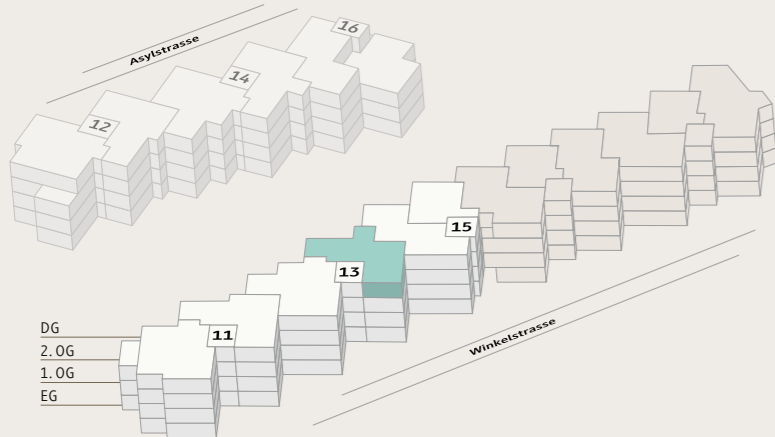 16
Asylstrasse
14
12
15
13
11
DG
2. OG
1. OG
EG
Winkelstrasse